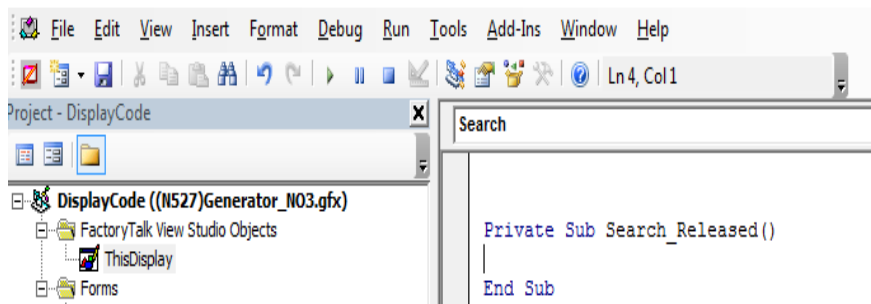 File Edit View Insert Format Debug Run Tools Add-Ins Window Help
Ln 4, Col 1
Project - DisplayCode
Search
DisplayCode ((N527)Generator_NO3.gfx)
FactoryTalk View Studio Objects
ThisDisplay
Forms
Private Sub Search_Released()
End Sub